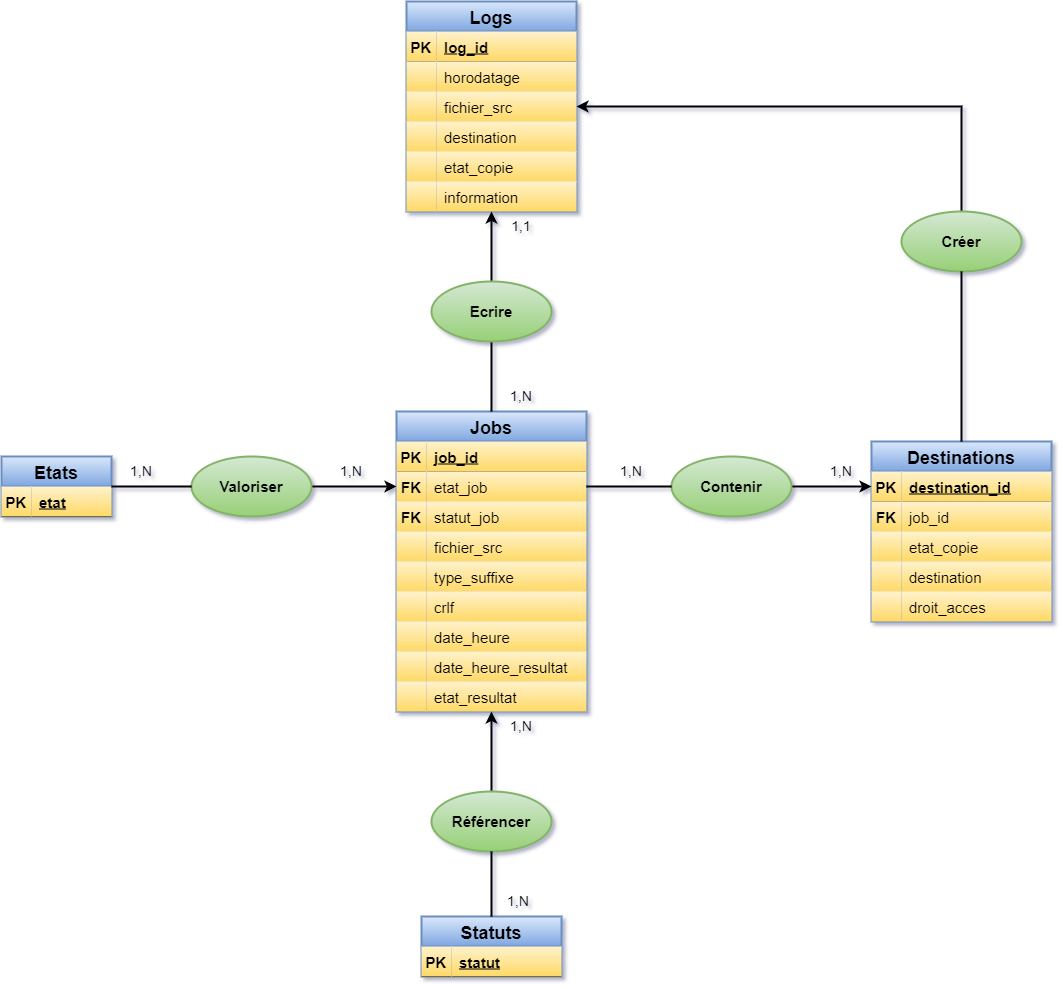 Logs
PK log_id
horodatage
fichier_src
destination
etat_copie
information
1,1
Créer
Ecrire
1,N
Jobs
PK job_id
FK etat_job
FK statut_job
fichier_src
type_suffixe
crlf
date_heure
date_heure_resultat
etat_resultat
Etats
PK etat
1,N
Valoriser
1,N
1,N
Contenir
1,N
Destinations
PK destination_id
FK job_id
etat_copie
destination
droit_acces
1,N
Référencer
1,N
Statuts
PK statut